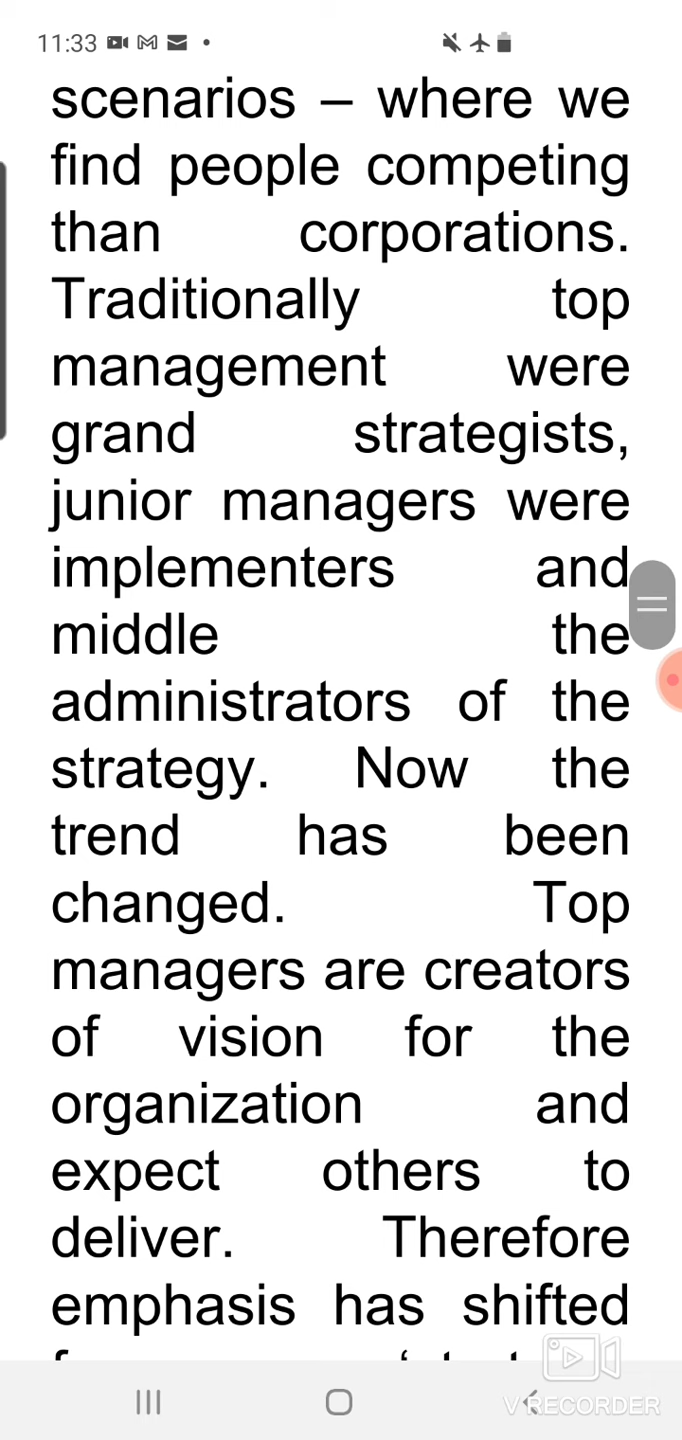 11:33
scenarios – where we
find people competing
than corporations.
Traditionally top
management were
grand strategists,
junior managers were
implementers and
middle the
administrators of the
strategy. Now the
trend has been
changed. Top
managers are creators
of vision for the
organization and
expect others to
deliver. Therefore
emphasis has shifted
V RECORDER